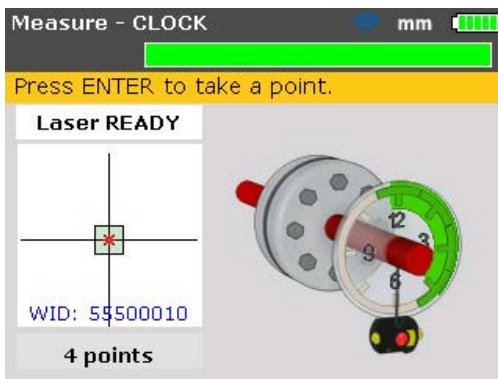 Measure - CLOCK mm
Press ENTER to take a point.
Laser READY
12
9 3
6
WID: 55500010
4 points